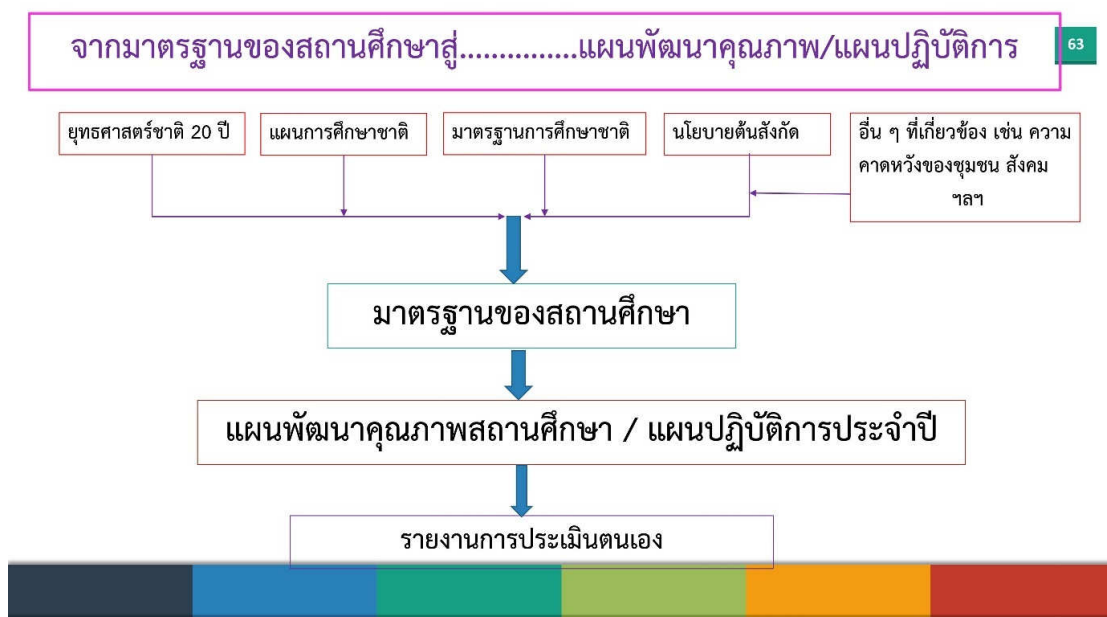 จากมาตรฐานของสถานศึกษาสู่...............แผนพัฒนาคุณภาพ/แผนปฏิบัติการ
63
ยุทธศาสตร์ชาติ 20 ปี
แผนการศึกษาชาติ
มาตรฐานการศึกษาชาติ
นโยบายต้นสังกัด
อื่น ๆ ที่เกี่ยวข้อง เช่น ความ
คาดหวังของชุมชน สังคม
ฯลฯ
มาตรฐานของสถานศึกษา
แผนพัฒนาคุณภาพสถานศึกษา / แผนปฏิบัติการประจำปี
รายงานการประเมินตนเอง